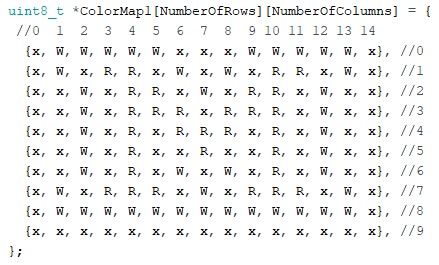 uint8_t *ColorMap1[NumberOfRows][NumberOfColumns] = {
//0 1 2 3 4 5 6 7 8 9 10 11 12 13 14
{x, W, W, W, W, W, x, x, x, W, W, W, W, W, x}, //0
{x, W, x, R, R, x, W, x, W, x, R, R, x, W, x}, //1
{x, x, W, x, R, R, x, W, x, R, R, x, W, x, x}, //2
{x, x, W, x, R, R, R, x, R, R, R, x, W, x, x}, //3
{x, x, W, x, R, x, R, R, R, x, R, x, W, x, x}, //4
{x, x, W, x, R, x, x, R, x, x, R, x, W, x, x}, //5
{x, x, W, x, R, x, W, x, W, x, R, x, W, x, x}, //6
{x, W, x, R, R, R, x, W, x, R, R, R, x, W, x}, //7
{x, W, W, W, W, W, W, W, W, W, W, W, W, W, x}, //8
{x, x, x, x, x, x, x, x, x, x, x, x, x, x, x}, //9
};